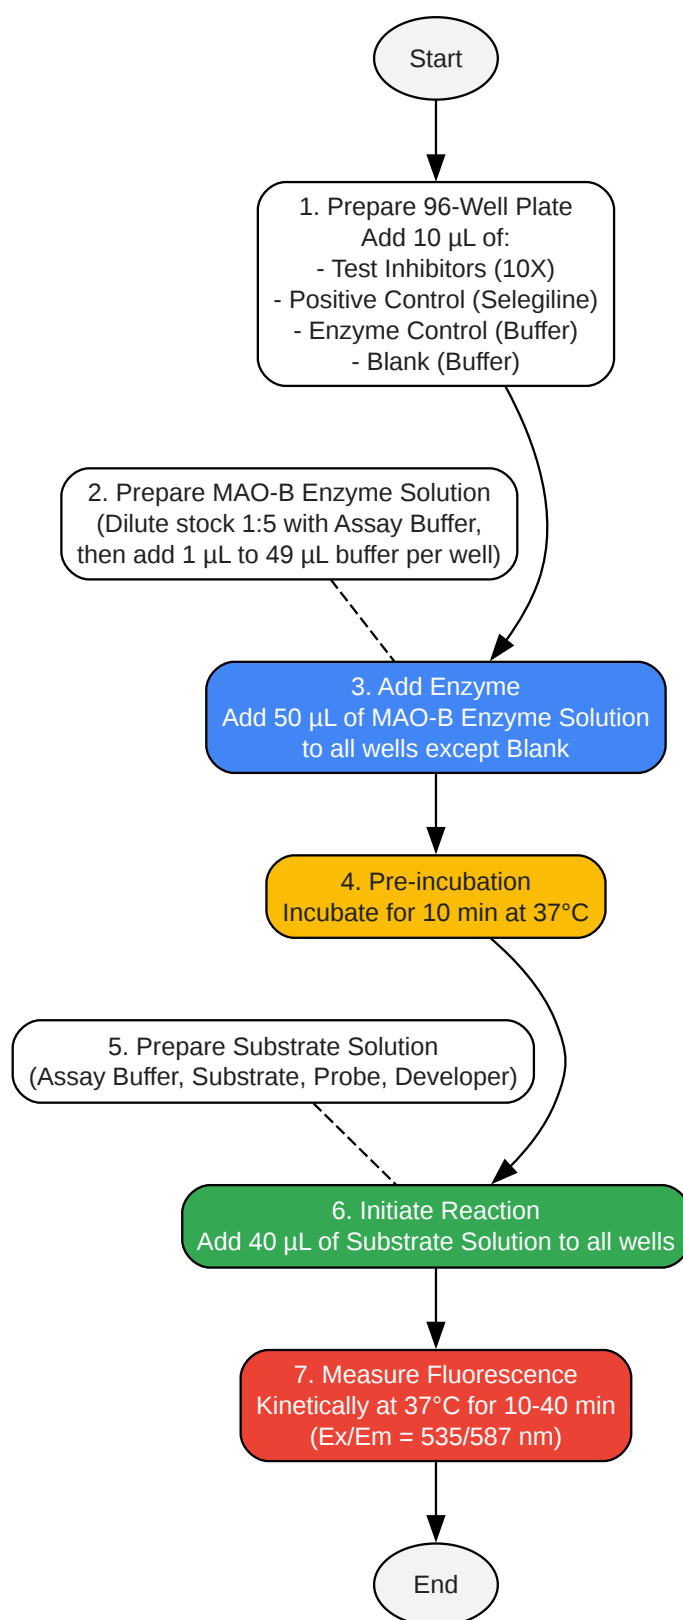 Start
1. Prepare 96-Well Plate
Add 10 µL of:
- Test Inhibitors (10X)
- Positive Control (Selegiline)
- Enzyme Control (Buffer)
- Blank (Buffer)
2. Prepare MAO-B Enzyme Solution
(Dilute stock 1:5 with Assay Buffer,
then add 1 µL to 49 µL buffer per well)
3. Add Enzyme
Add 50 µL of MAO-B Enzyme Solution
to all wells except Blank
4. Pre-incubation
Incubate for 10 min at 37°C
5. Prepare Substrate Solution
(Assay Buffer, Substrate, Probe, Developer)
6. Initiate Reaction
Add 40 µL of Substrate Solution to all wells
7. Measure Fluorescence
Kinetically at 37°C for 10-40 min
(Ex/Em = 535/587 nm)
End